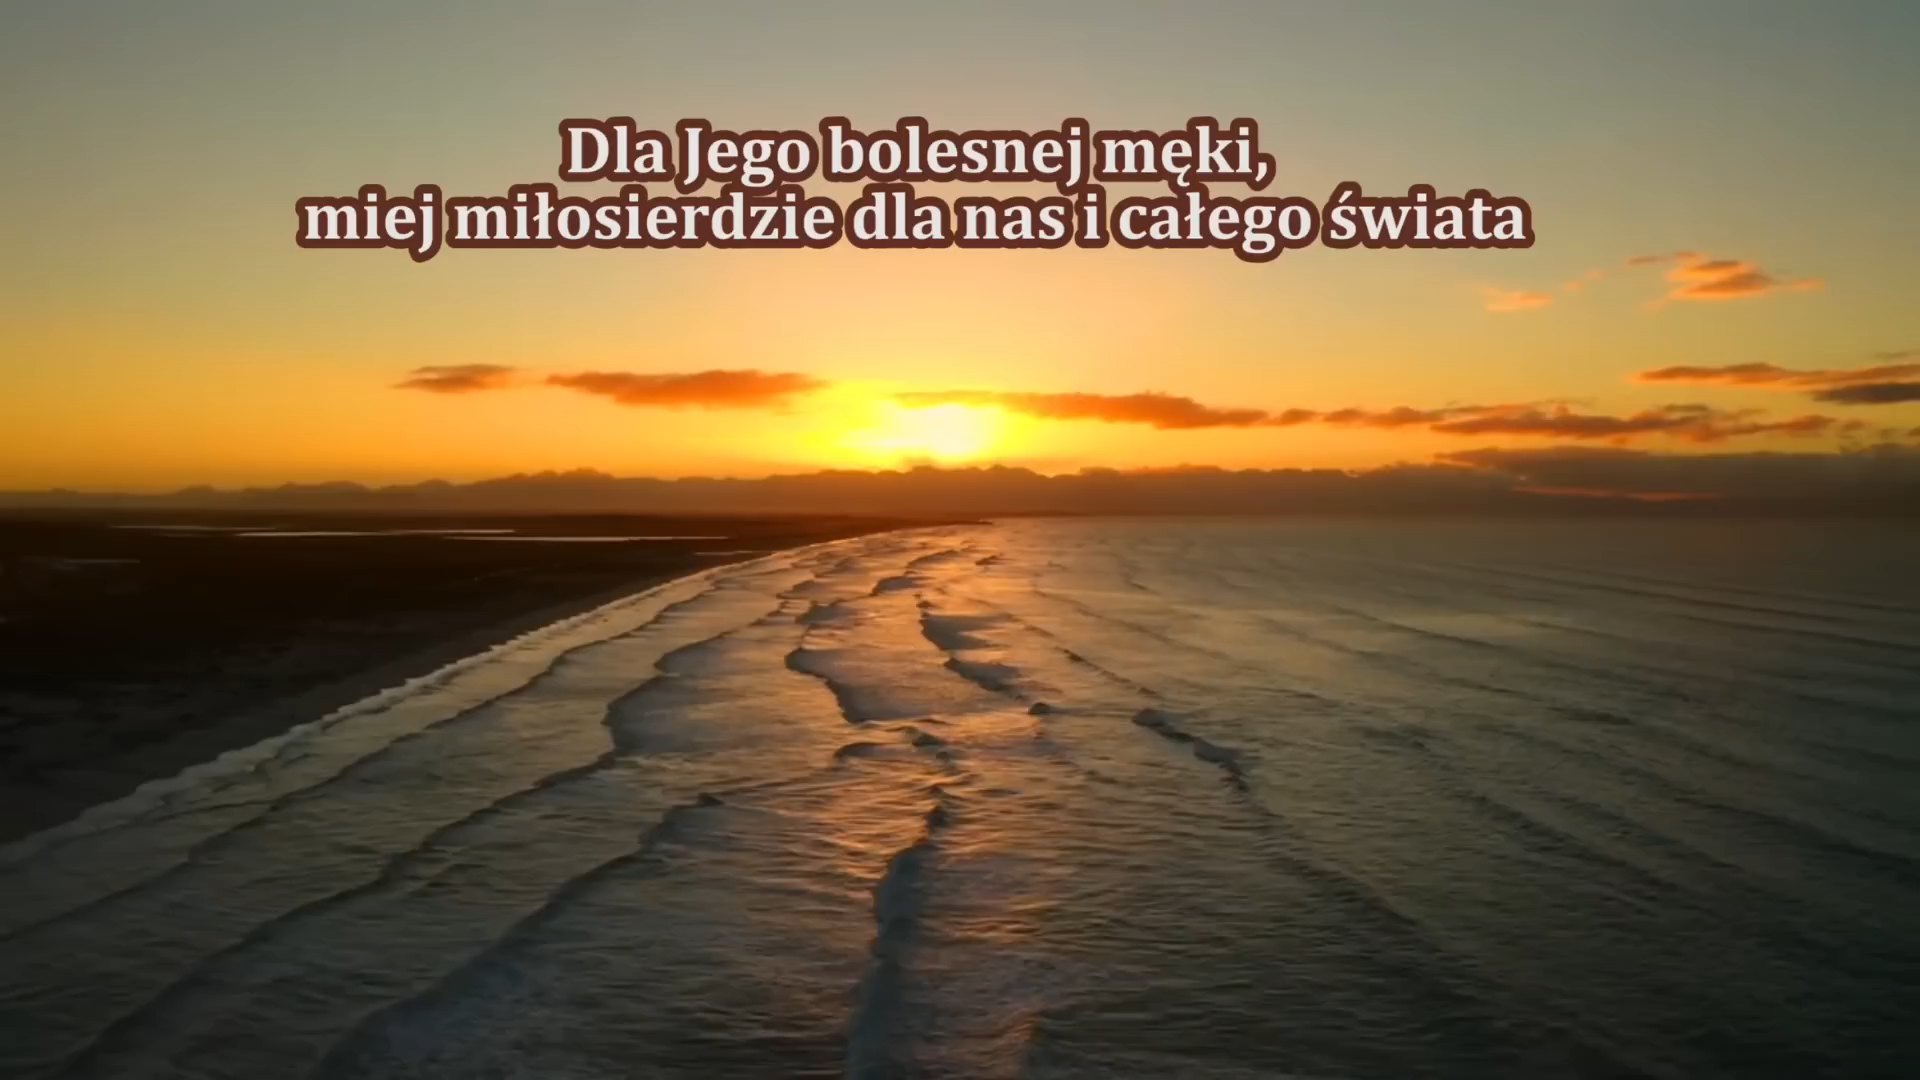 Dla Jego bolesnej męki,
miej miłosierdzie dla nas i całego świata